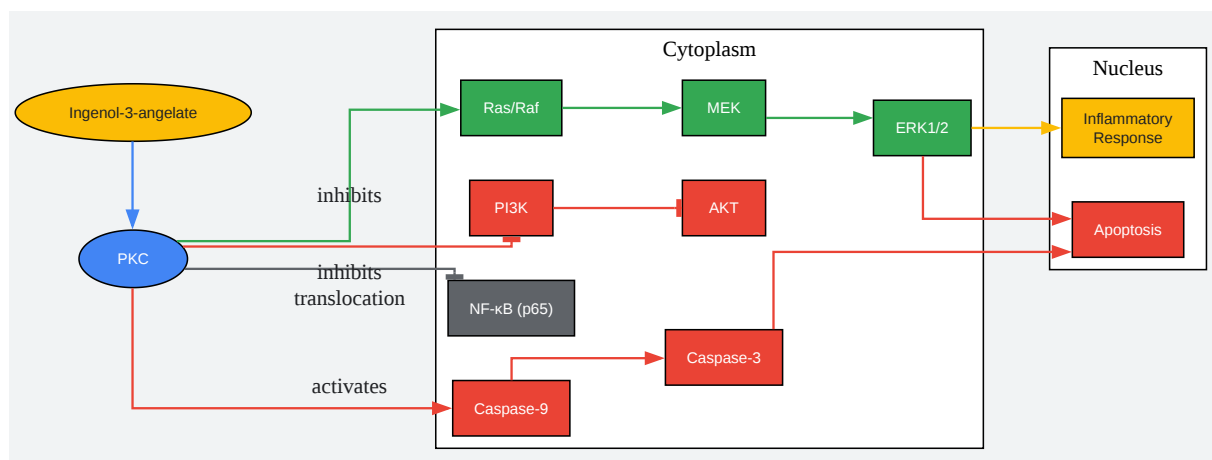 Cytoplasm
Nucleus
Ingenol-3-angelate
Ras/Raf
MEK
ERK1/2
Inflammatory
Response
inhibits
PI3K
AKT
Apoptosis
PKC
inhibits
translocation
NF-κB (p65)
Caspase-3
activates
Caspase-9